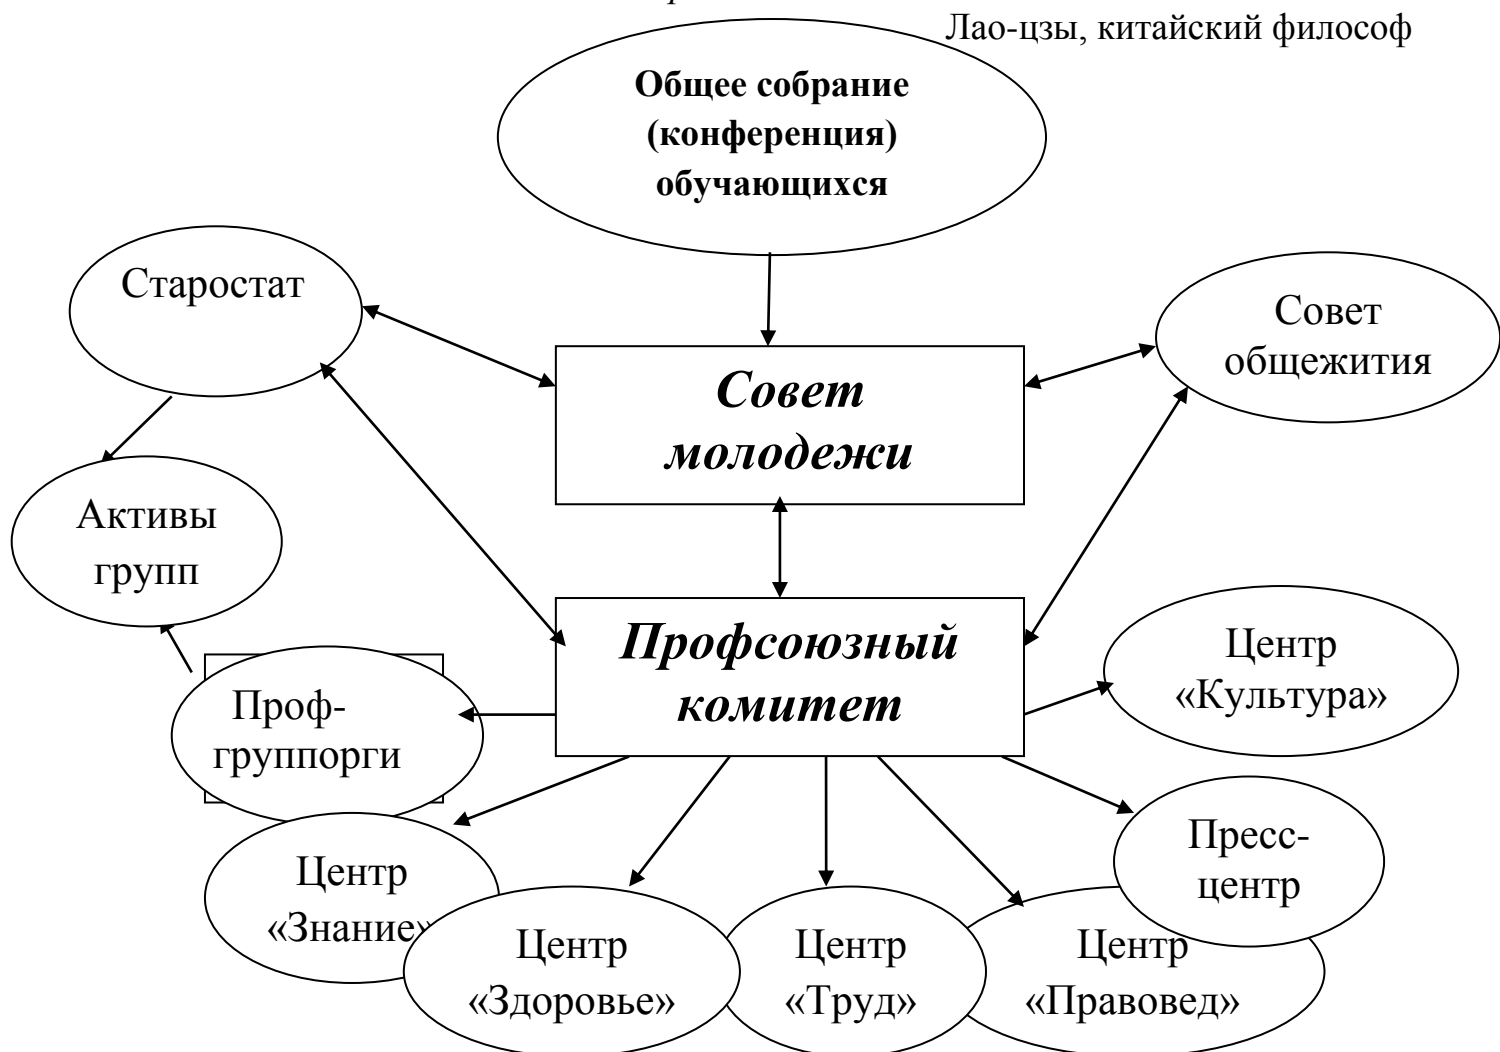 Лао-цзы, китайский философ
Общее собрание
(конференция)
обучающихся
Старостат
Совет
общежития
Совет
молодежи
Активы
групп
Профсоюзный
комитет
Центр
«Культура»
Проф-
группорги
Пресс-
центр
Центр
«Знание»
Центр
«Здоровье»
Центр
«Труд»
Центр
«Правовед»